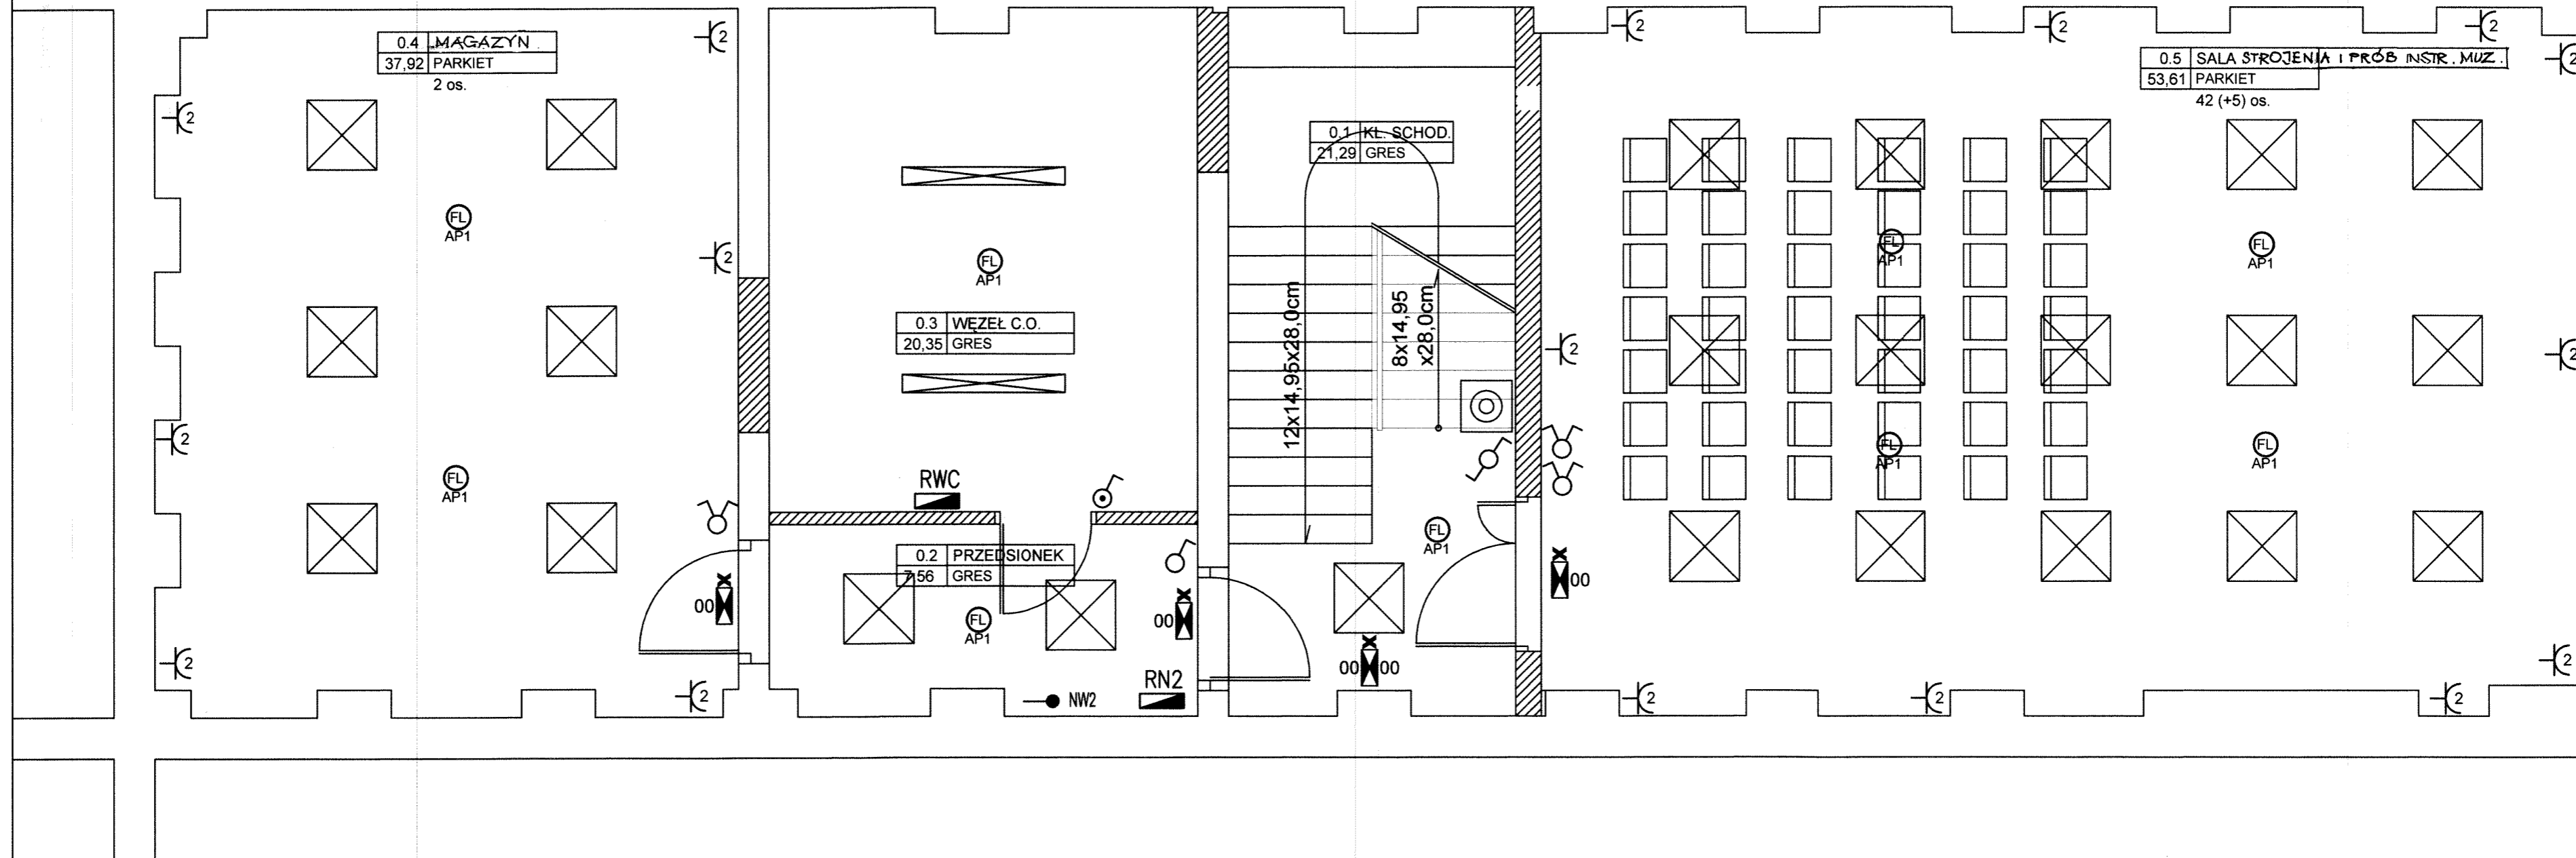 0.4 MAGAZYN
37,92 PARKIET
2 os.
2
2
2
2
2
2
FL
AP1
FL
AP1
00
FL
AP1
0.3 WĘZEŁ C.O.
20,35 GRES
RWC
0.2 PRZEDSIONEK
7,56 GRES
FL
AP1
00
NW2
RN2
0.1 KL. SCHOD.
21,29 GRES
12x14,95x28,0cm
8x14,95
x28,0cm
FL
AP1
00 00
2
2
2
2
0.5 SALA STROJENIA I PRÓB INSTR. MUZ.
53,61 PARKIET
42 (+5) os.
FL
AP1
FL
AP1
2
2
FL
AP1
FL
AP1
00
2
2
2
2